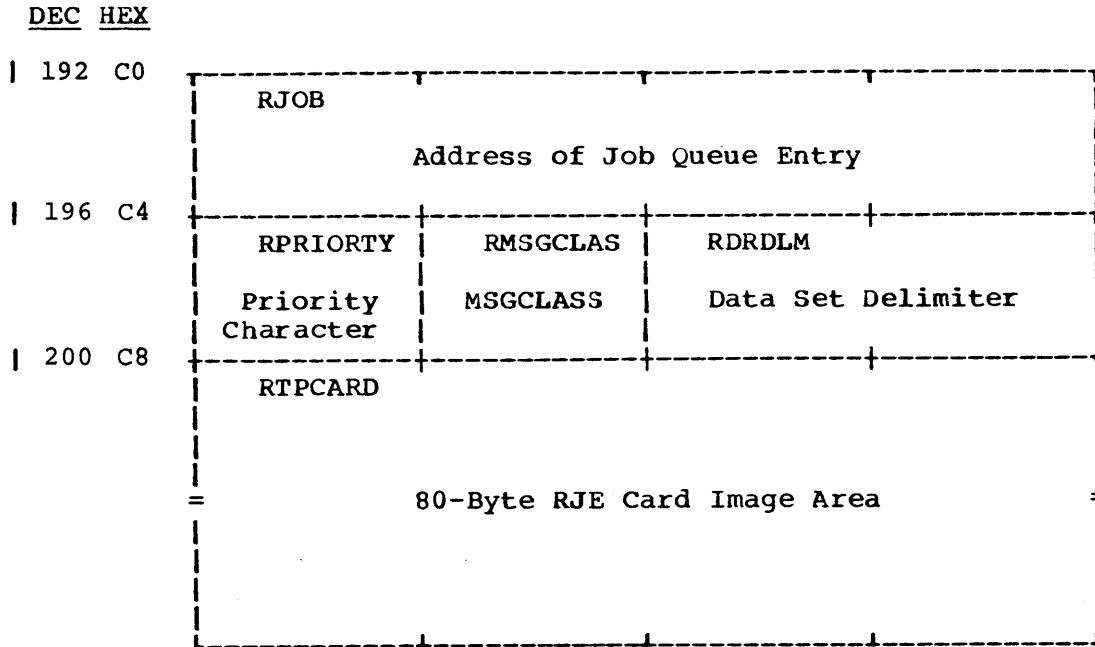 DEC HEX
| 192 C0
RJOB
Address of Job Queue Entry
| 196 C4
RPRIORTY RMSGCLAS RDRDLM
Priority MSGCLASS Data Set Delimiter
Character
| 200 C8
RTPCARD
= 80-Byte RJE Card Image Area =